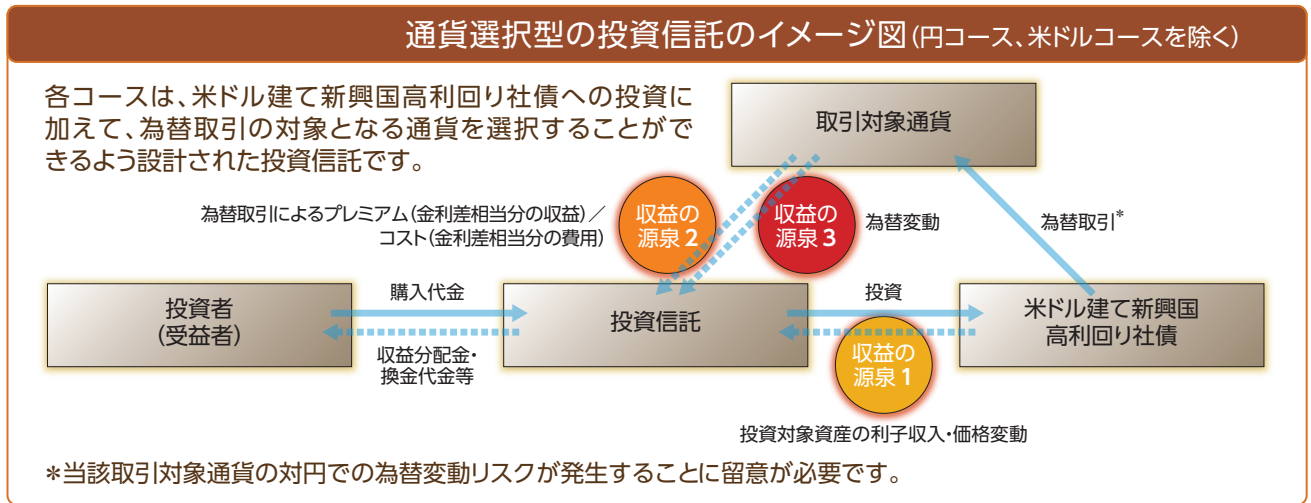 通貨選択型の投資信託のイメージ図(円コース、米ドルコースを除く)
各コースは、米ドル建て新興国高利回り社債への投資に
加えて、為替取引の対象となる通貨を選択することがで
きるよう設計された投資信託です。
取引対象通貨
為替取引によるプレミアム(金利差相当分の収益)／
コスト(金利差相当分の費用)
収益の
源泉2
収益の
源泉3
為替変動
為替取引*
投資者
(受益者)
購入代金
収益分配金・
換金代金等
投資信託
投資
収益の
源泉1
米ドル建て新興国
高利回り社債
投資対象資産の利子収入・価格変動
*当該取引対象通貨の対円での為替変動リスクが発生することに留意が必要です。